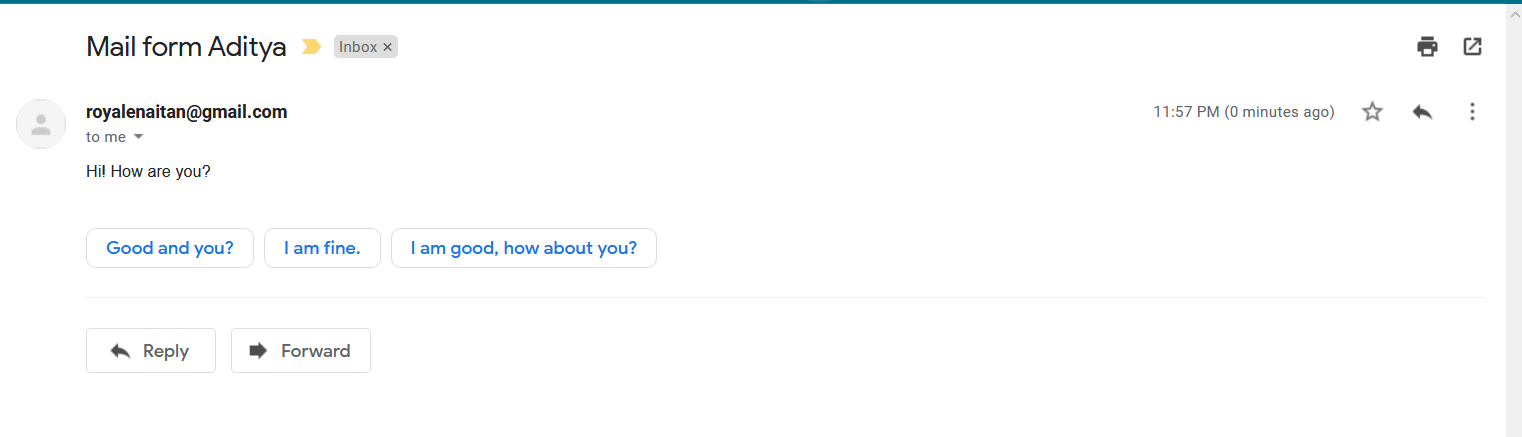 Mail form Aditya Inbox ×
royalenaitan@gmail.com 11:57 PM (0 minutes ago)
to me
Hi! How are you?
Good and you? I am fine. I am good, how about you?
Reply Forward